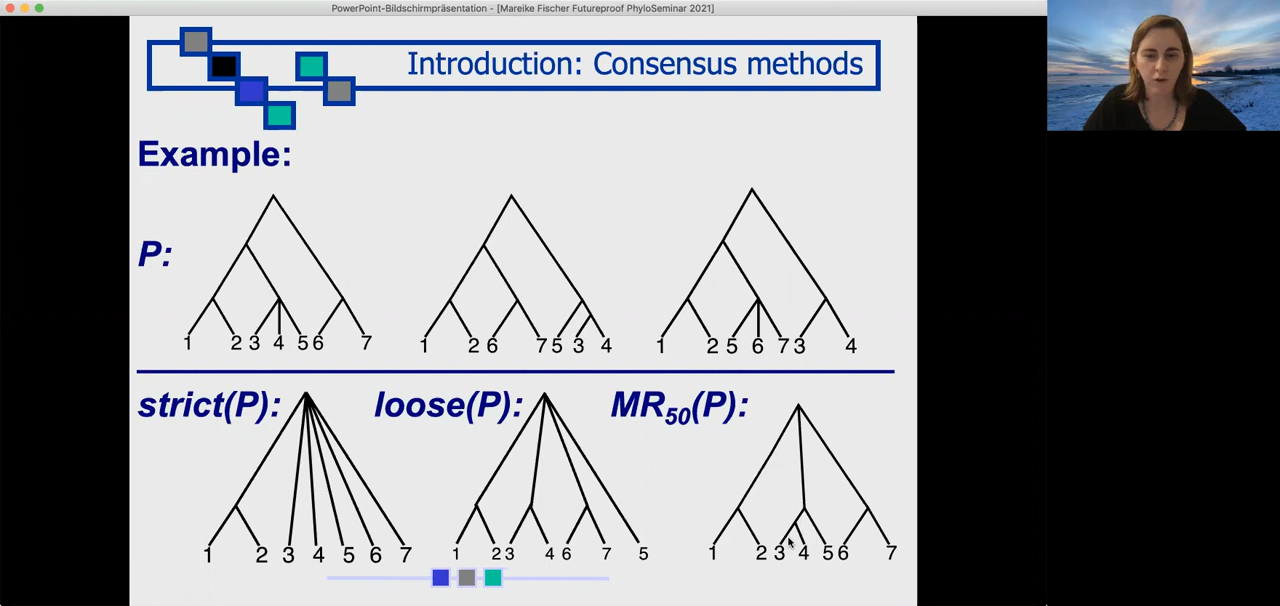 PowerPoint-Bildschirmpräsentation - [Mareike Fischer Futureproof PhyloSeminar 2021]
Introduction: Consensus methods
Example:
P:
1 2 3 4 5 6 7
1 2 6 7 5 3 4
1 2 5 6 7 3 4
strict(P):
loose(P):
MR50(P):
1 2 3 4 5 6 7
1 2 3 4 6 7 5
1 2 3 4 5 6 7